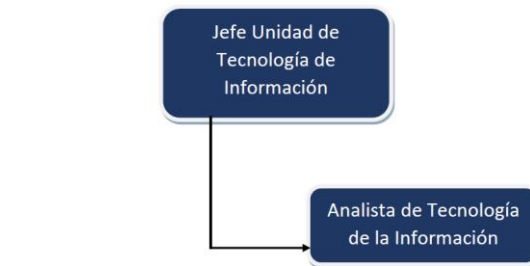 Jefe Unidad de
Tecnología de
Información
Analista de Tecnología
de la Información